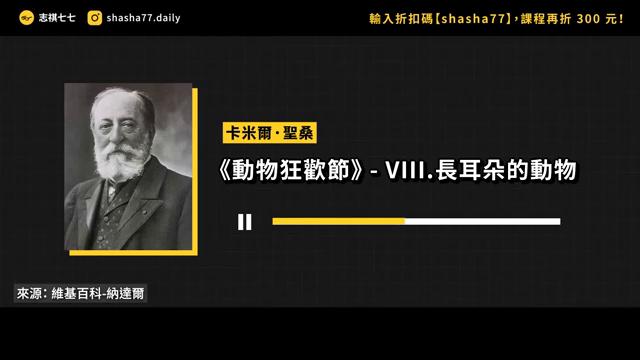 志祺七七 shasha77.daily
輸入折扣碼【shasha77】，課程再折 300 元！
卡米爾·聖桑
《動物狂歡節》- VIII.長耳朵的動物
來源：維基百科-納達爾